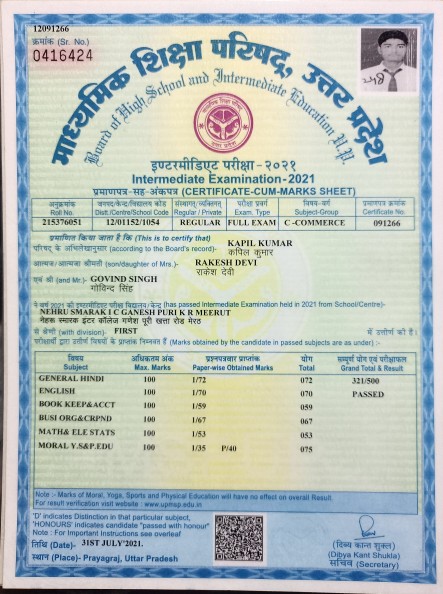 12091266
क्रमांक (Sr. No.)
0416424
माध्यमिक शिक्षा परिषद, उत्तर प्रदेश
Board of High School and Intermediate Education U.P.
इण्टरमीडिएट परीक्षा - २०२१
Intermediate Examination - 2021
प्रमाणपत्र-सह-अंकपत्र (CERTIFICATE-CUM-MARKS SHEET)
अनुक्रमांक जनपद/केन्द्र/विद्यालय कोड संस्थागत/व्यक्तिगत परीक्षा प्रकार विषय-वर्ग प्रमाणपत्र क्रमांक
Roll No. Distt./Centre/School Code Regular / Private Exam. Type Subject-Group Certificate No.
215376051 12/01152/1054 REGULAR FULL EXAM C -COMMERCE 091266
प्रमाणित किया जाता है कि (This is to certify that) KAPIL KUMAR
परिषद् के अभिलेखानुसार (according to the Board's record)- कपिल कुमार
आत्मज/आत्मजा श्रीमती (son/daughter of Mrs.)- RAKESH DEVI
राकेश देवी
एवं श्री (and Mr.)- GOVIND SINGH
गोविन्द सिंह
ने वर्ष 2021 की इण्टरमीडिएट परीक्षा विद्यालय/केन्द्र (has passed Intermediate Examination held in 2021 from School/Centre)-
NEHRU SMARAK I C GANESH PURI K R MEERUT
नेहरू स्मारक इंटर कॉलेज गणेश पूरी खत्ता रोड मेरठ
से श्रेणी (with division)- FIRST में उत्तीर्ण की है।
परीक्षार्थी द्वारा उत्तीर्ण विषयों के प्राप्तांक निम्नवत हैं (Marks obtained by the candidate in passed subjects are as under) :-
विषय अधिकतम अंक प्रश्नपत्रवार प्राप्तांक योग सम्पूर्ण योग एवं परीक्षाफल
Subject Max. Marks Paper-wise Obtained Marks Total Grand Total & Result
GENERAL HINDI 100 1/72 072 321/500
ENGLISH 100 1/70 070 PASSED
BOOK KEEP&ACCT 100 1/59 059
BUSI ORG&CRPND 100 1/67 067
MATH& ELE STATS 100 1/53 053
MORAL Y.S&P.EDU 100 1/35 P/40 075
Note :- Marks of Moral, Yoga, Sports and Physical Education will have no effect on overall Result.
For result verification visit website : www.upmsp.edu.in
'D' indicates Distinction in that particular subject,
'HONOURS' indicates candidate "passed with honour"
Note : For Important Instructions see overleaf
तिथि (Date)- 31ST JULY'2021.
स्थान (Place)- Prayagraj, Uttar Pradesh
(दिव्य कान्त शुक्ल)
(Dibya Kant Shukla)
सचिव (Secretary)